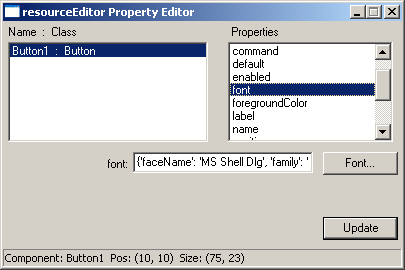 resourceEditor Property Editor
Name : Class
Button1 : Button
Properties
command
default
enabled
font
foregroundColor
label
name
font:
{'faceName': 'MS Shell Dlg', 'family': '
Font...
Update
Component: Button1 Pos: (10, 10) Size: (75, 23)